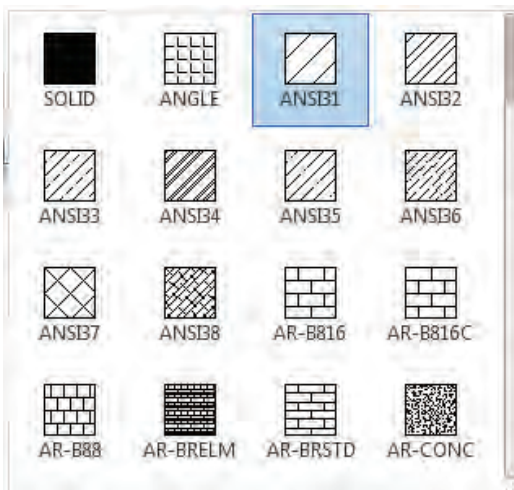 SOLID ANGLE ANSI31 ANSI32
ANSI33 ANSI34 ANSI35 ANSI36
ANSI37 ANSI38 AR-B816 AR-B816C
AR-B88 AR-BRELM AR-BRSTD AR-CONC